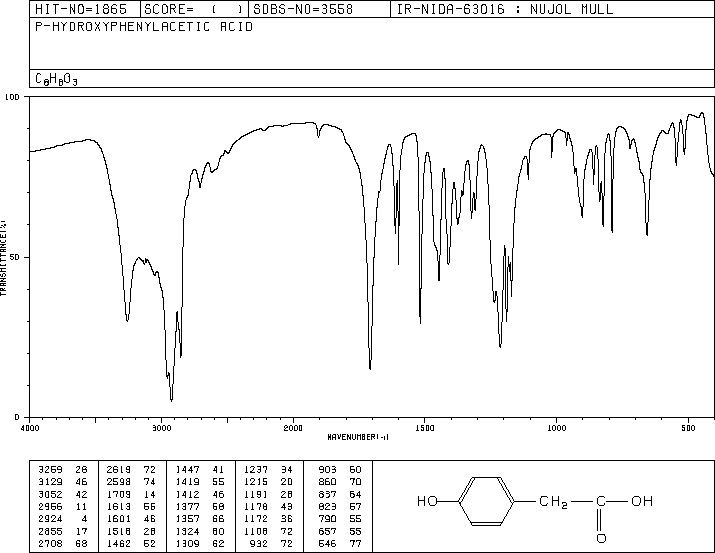 HIT-NO=1865 SCORE= ( ) SDBS-NO=3558 IR-NIDA-63016 : NUJOL MULL
P-HYDROXYPHENYLACETIC ACID
C8H8O3
100
TRANSMITTANCE(%)
50
0
4000 3000 2000 1500 1000 500
WAVENUMBER(-1)
3259 28 2619 72 1447 41 1237 34 903 60
3129 46 2598 74 1419 55 1215 20 860 70
3052 42 1709 14 1412 46 1191 28 837 64
2956 11 1613 55 1377 58 1178 43 823 57
2924 4 1601 46 1357 66 1172 36 790 55
2855 17 1518 28 1324 60 1108 72 657 55
2708 68 1462 52 1309 62 932 72 546 77
HO CH2 C OH
O